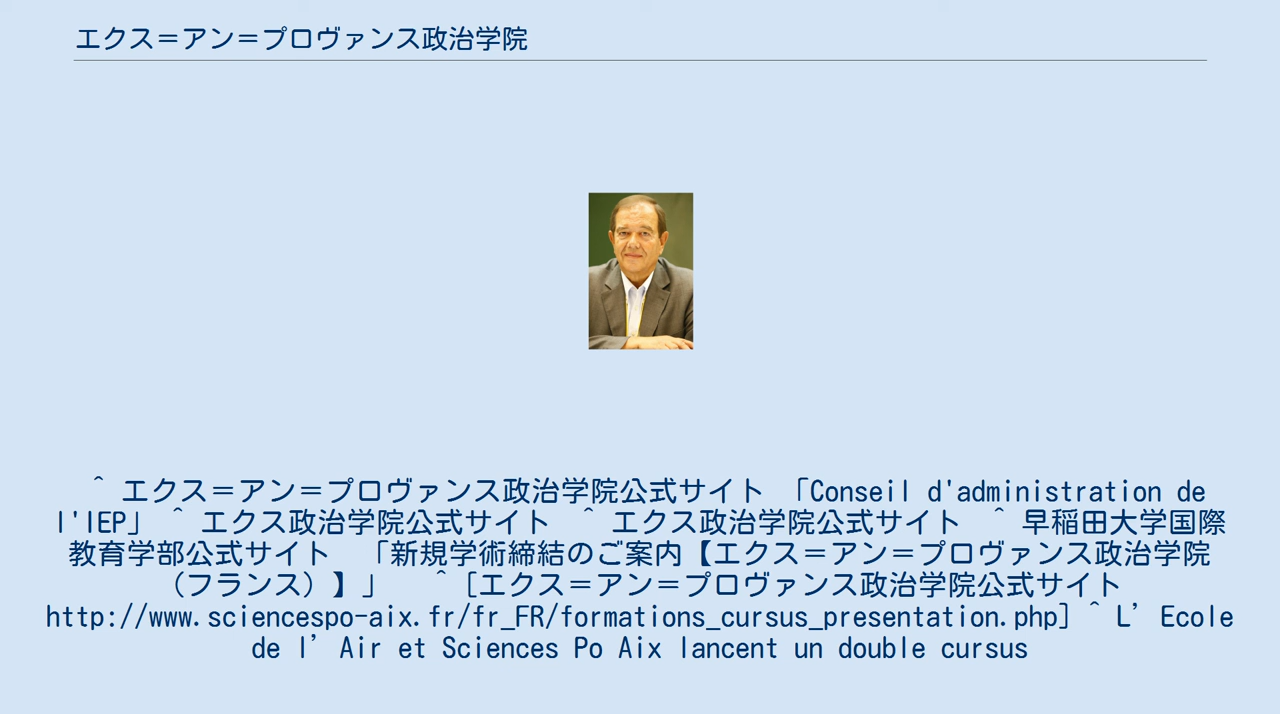 エクス＝アン＝プロヴァンス政治学院
^ エクス＝アン＝プロヴァンス政治学院公式サイト 「Conseil d'administration de
l'IEP」 ^ エクス政治学院公式サイト ^ エクス政治学院公式サイト ^ 早稲田大学国際
教育学部公式サイト 「新規学術締結のご案内【エクス＝アン＝プロヴァンス政治学院
（フランス）】」 ^ [エクス＝アン＝プロヴァンス政治学院公式サイト
http://www.sciencespo-aix.fr/fr_FR/formations_cursus_presentation.php] ^ L’Ecole
de l’Air et Sciences Po Aix lancent un double cursus